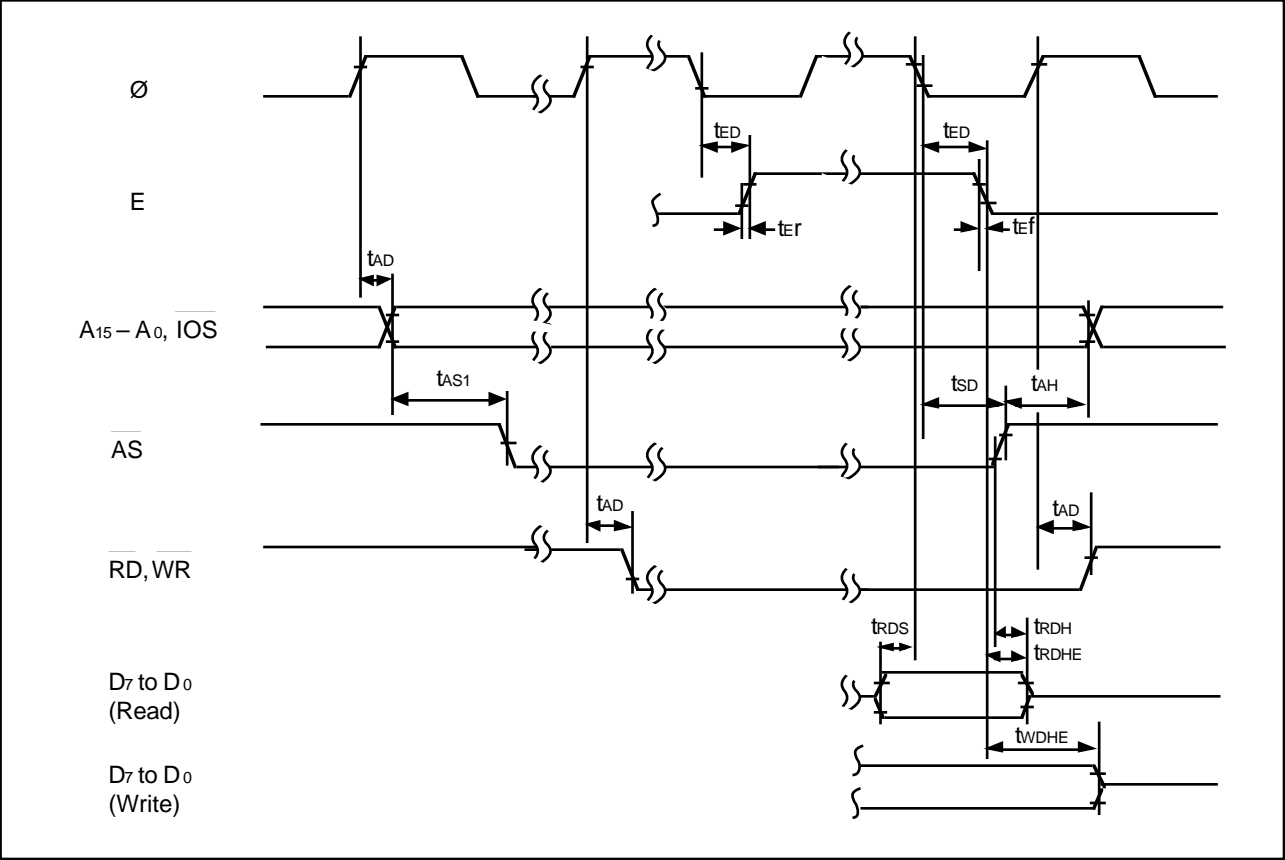 Ø
tED
tED
E
tEr
tEf
tAD
A15 – A0, IOS
tAS1
tSD
tAH
AS
tAD
tAD
RD, WR
tRDS
tRDH
tRDHE
D7 to D0
(Read)
tWDHE
D7 to D0
(Write)